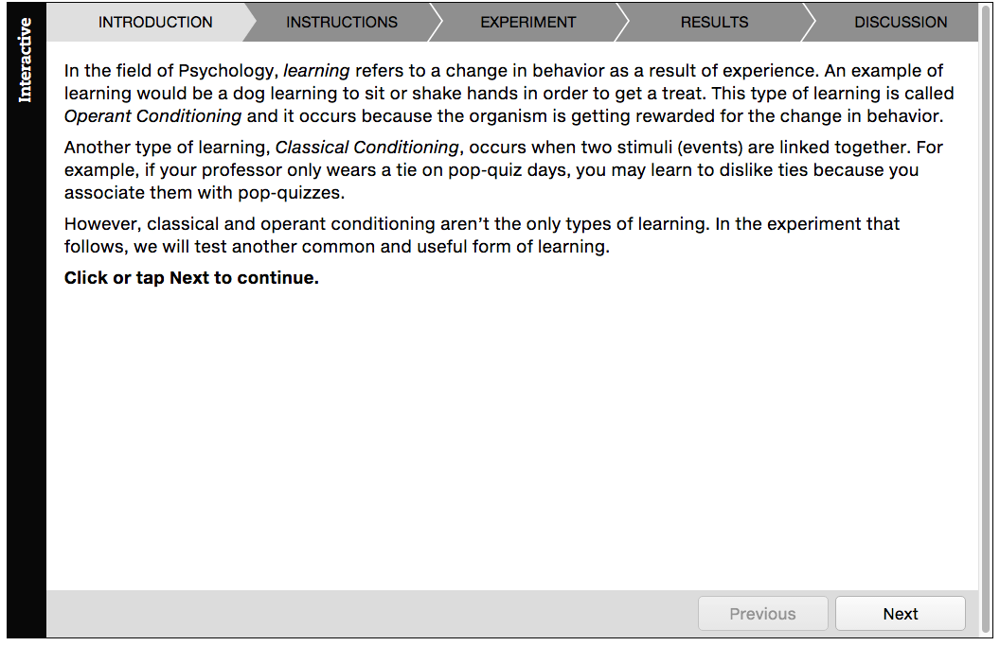 Interactive
INTRODUCTION
INSTRUCTIONS
EXPERIMENT
RESULTS
DISCUSSION
In the field of Psychology, learning refers to a change in behavior as a result of experience. An example of
learning would be a dog learning to sit or shake hands in order to get a treat. This type of learning is called
Operant Conditioning and it occurs because the organism is getting rewarded for the change in behavior.
Another type of learning, Classical Conditioning, occurs when two stimuli (events) are linked together. For
example, if your professor only wears a tie on pop-quiz days, you may learn to dislike ties because you
associate them with pop-quizzes.
However, classical and operant conditioning aren’t the only types of learning. In the experiment that
follows, we will test another common and useful form of learning.
Click or tap Next to continue.
Previous
Next